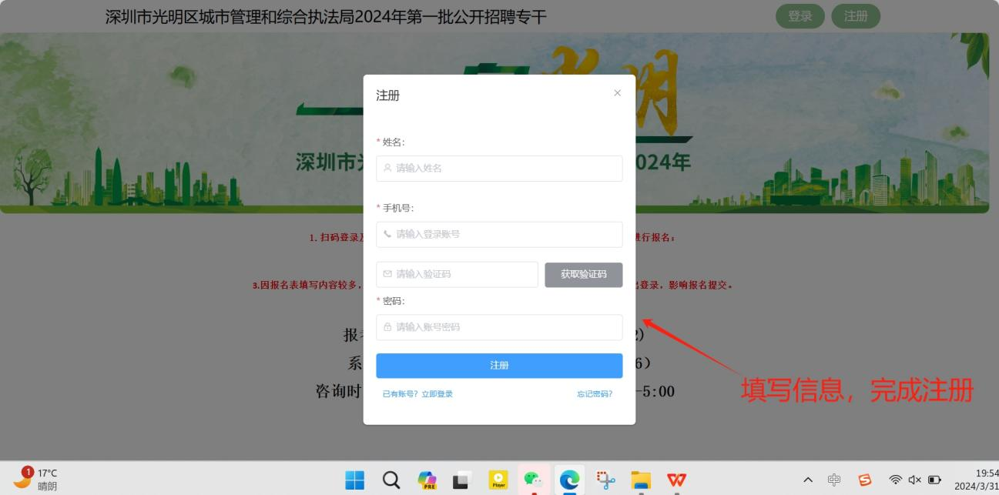 深圳市光明区城市管理和综合执法局2024年第一批公开招聘专干
登录
注册
明
深圳市光
024年
注册
×
* 姓名:
请输入姓名
* 手机号:
请输入登录账号
请输入验证码
获取验证码
* 密码:
请输入账号密码
注册
已有账号? 立即登录
忘记密码?
1. 扫码登录
进行报名;
3.因报名表填写内容较多,
登录，影响报名提交。
报
2)
系
6)
咨询时
-5:00
填写信息，完成注册
1
17°C
晴朗
PRE
Player
中
19:54
2024/3/31